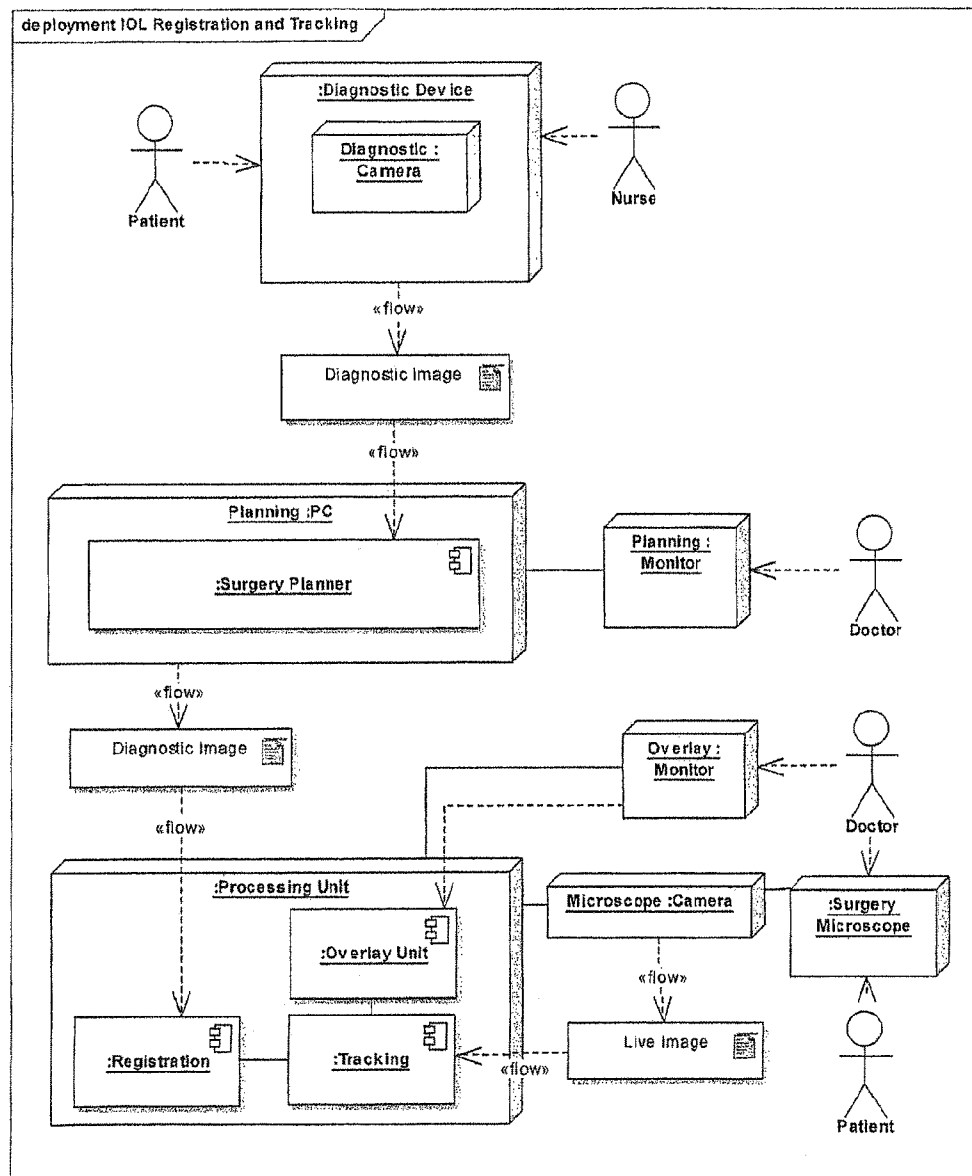 deployment IOL Registration and Tracking
:Diagnostic Device
Diagnostic :
Camera
Patient
Nurse
«flow»
Diagnostic Image
«flow»
Planning :PC
:Surgery Planner
Planning :
Monitor
Doctor
«flow»
Diagnostic Image
Overlay :
Monitor
«flow»
Doctor
:Processing Unit
Microscope :Camera
:Surgery
Microscope
:Overlay Unit
«flow»
:Registration
:Tracking
Live Image
«flow»
Patient